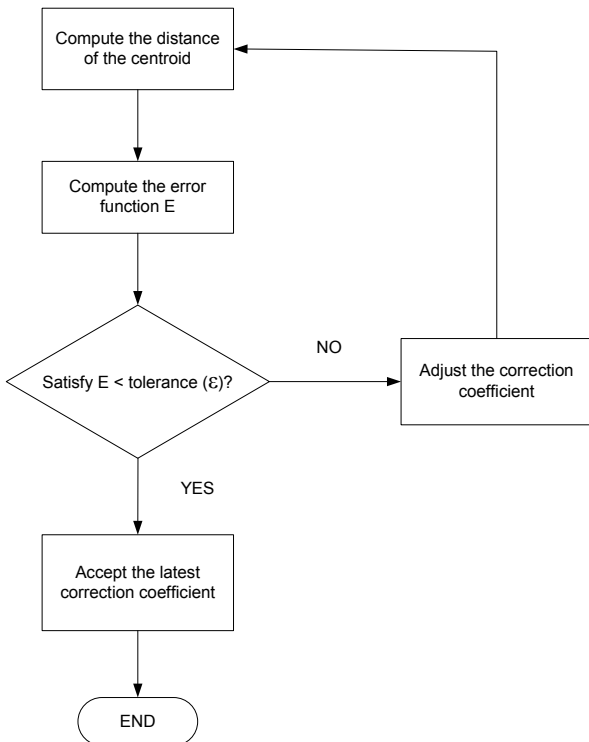 Compute the distance
of the centroid
Compute the error
function E
Satisfy E < tolerance (ε)?
NO
Adjust the correction
coefficient
YES
Accept the latest
correction coefficient
END